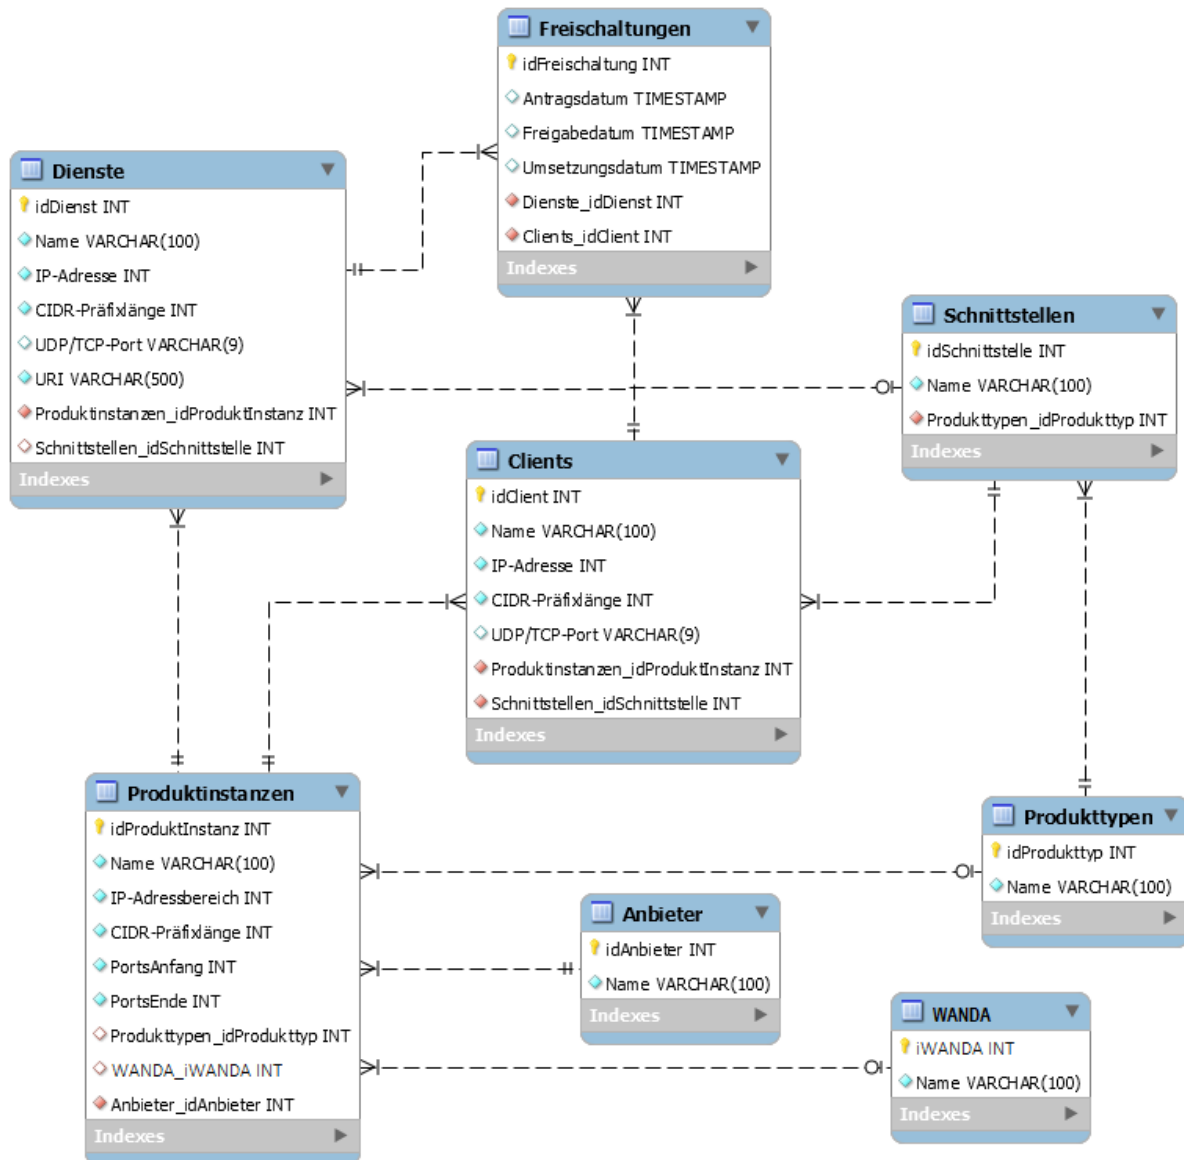 Freischaltungen
idFreischaltung INT
Antragsdatum TIMESTAMP
Freigabedatum TIMESTAMP
Umsetzungsdatum TIMESTAMP
Dienste_idDienst INT
Clients_idClient INT
Indexes
Dienste
idDienst INT
Name VARCHAR(100)
IP-Adresse INT
CIDR-Präfixlänge INT
UDP/TCP-Port VARCHAR(9)
URI VARCHAR(500)
Produktinstanzen_idProduktInstanz INT
Schnittstellen_idSchnittstelle INT
Indexes
Schnittstellen
idSchnittstelle INT
Name VARCHAR(100)
Produkttypen_idProdukttyp INT
Indexes
Clients
idClient INT
Name VARCHAR(100)
IP-Adresse INT
CIDR-Präfixlänge INT
UDP/TCP-Port VARCHAR(9)
Produktinstanzen_idProduktInstanz INT
Schnittstellen_idSchnittstelle INT
Indexes
Produktinstanzen
idProduktInstanz INT
Name VARCHAR(100)
IP-Adressbereich INT
CIDR-Präfixlänge INT
PortsAnfang INT
PortsEnde INT
Produkttypen_idProdukttyp INT
WANDA_iWANDA INT
Anbieter_idAnbieter INT
Indexes
Produkttypen
idProdukttyp INT
Name VARCHAR(100)
Indexes
Anbieter
idAnbieter INT
Name VARCHAR(100)
Indexes
WANDA
iWANDA INT
Name VARCHAR(100)
Indexes